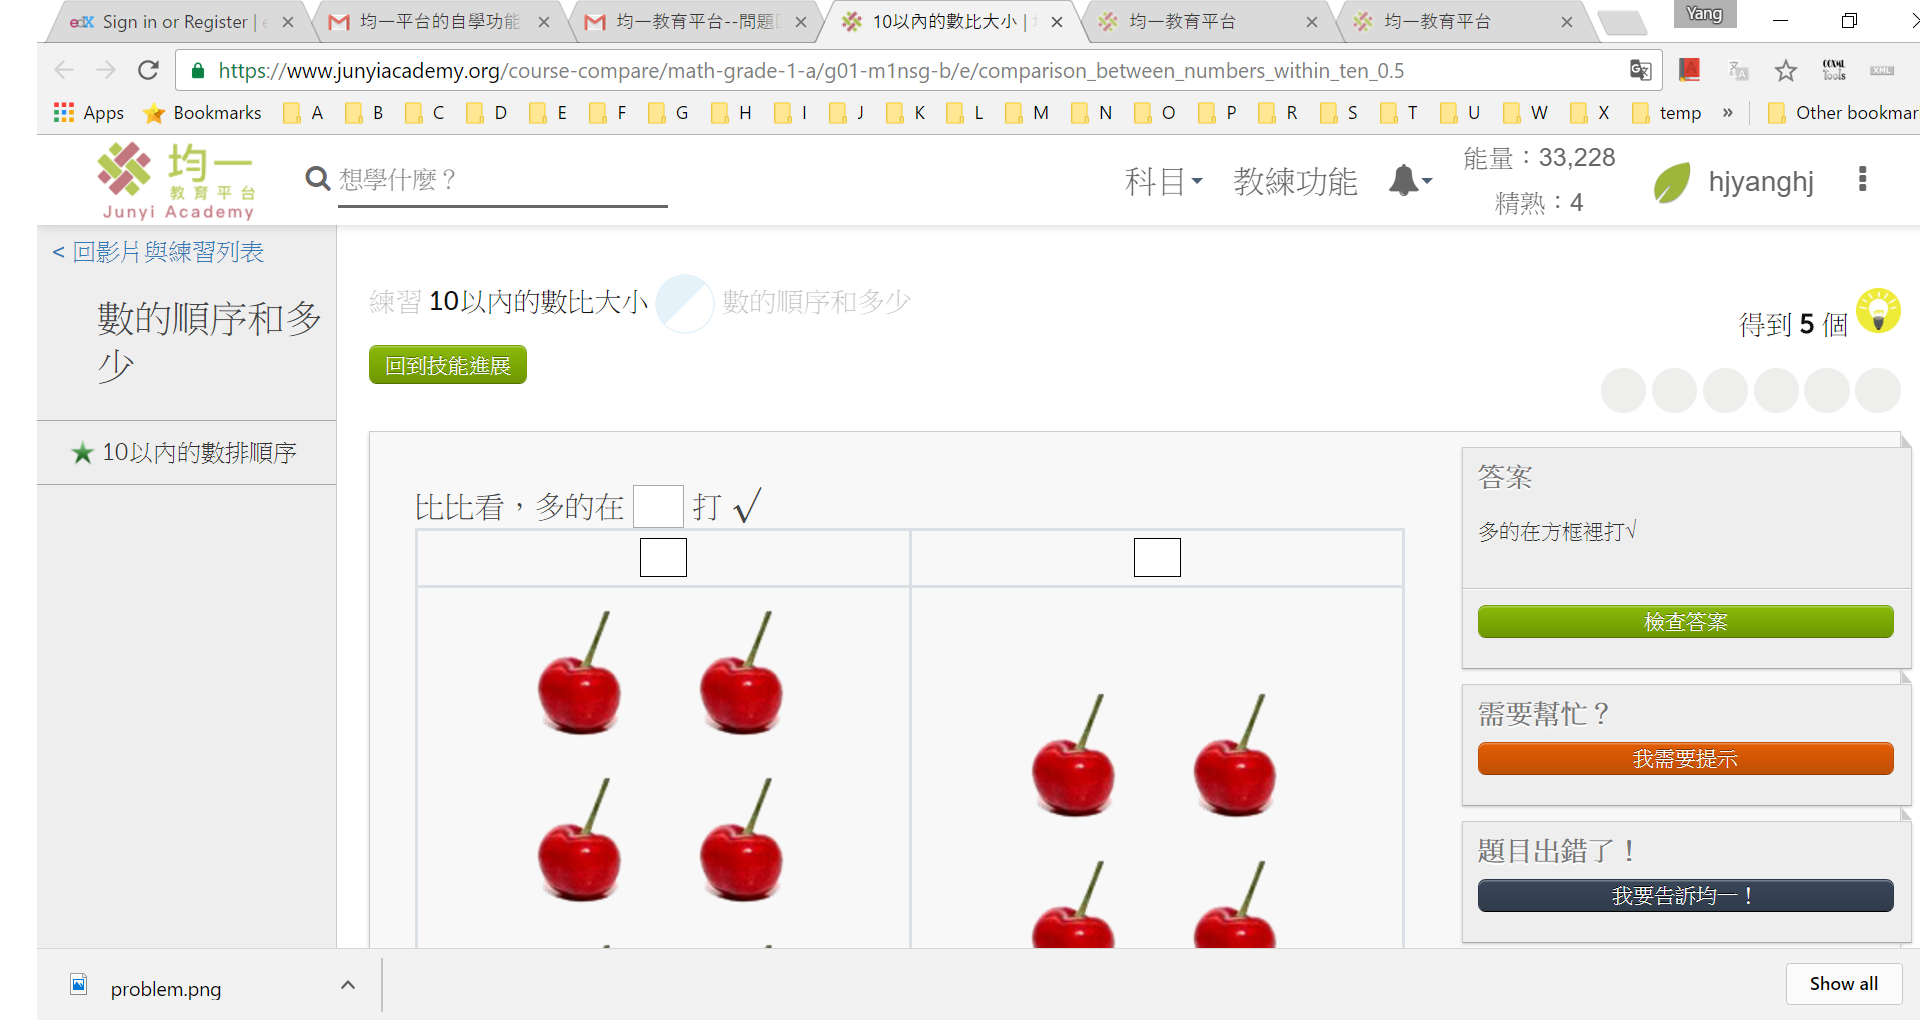 edX Sign in or Register |
均一平台的自學功能
均一教育平台--問題
10以內的數比大小 |
均一教育平台
均一教育平台
Yang
https://www.junyiacademy.org/course-compare/math-grade-1-a/g01-m1nsg-b/e/comparison_between_numbers_within_ten_0.5
OOXML Tools
XML
Apps Bookmarks A B C D E F G H I J K L M N O P R S T U W X temp » Other bookmar
均一
教育平台
Junyi Academy
想學什麼？
科目
教練功能
能量：33,228
精熟：4
hjyanghj
< 回影片與練習列表
數的順序和多
少
★ 10以內的數排順序
練習 10以內的數比大小 數的順序和多少
回到技能進展
得到 5 個
比比看，多的在 打 √
答案
多的在方框裡打√
檢查答案
需要幫忙？
我需要提示
題目出錯了！
我要告訴均一！
problem.png
Show all